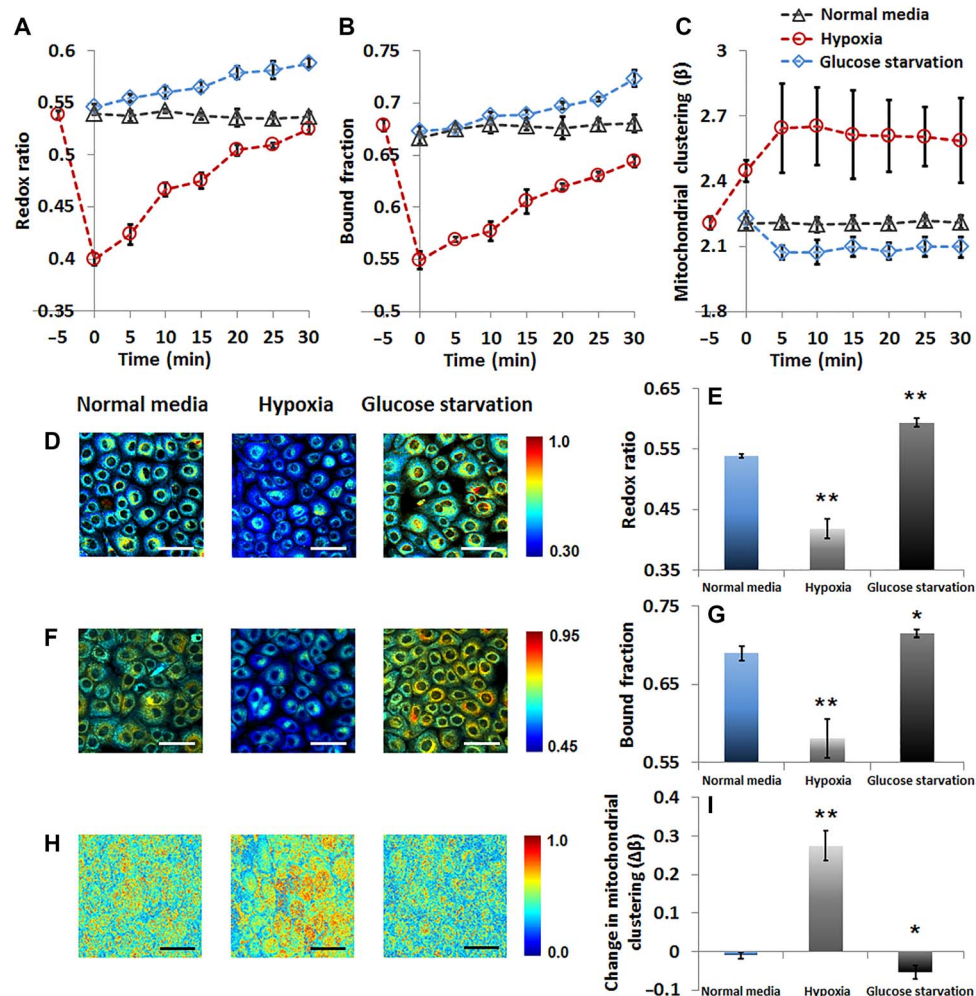 A
B
C
Normal media
Hypoxia
Glucose starvation
Redox ratio
0.6
0.55
0.5
0.45
0.4
0.35
−5 0 5 10 15 20 25 30
Time (min)
Bound fraction
0.75
0.7
0.65
0.6
0.55
0.5
−5 0 5 10 15 20 25 30
Time (min)
Mitochondrial clustering (β)
3
2.7
2.4
2.1
1.8
−5 0 5 10 15 20 25 30
Time (min)
Normal media Hypoxia Glucose starvation
D
1.0
0.30
E
Redox ratio
0.65
0.55
0.45
0.35
** **
Normal media Hypoxia Glucose starvation
F
0.95
0.45
G
Bound fraction
0.75
0.65
0.55
** *
Normal media Hypoxia Glucose starvation
H
1.0
0.0
I
Change in mitochondrial
clustering (Δβ)
0.4
0.3
0.2
0.1
0
−0.1
** *
Normal media Hypoxia Glucose starvation